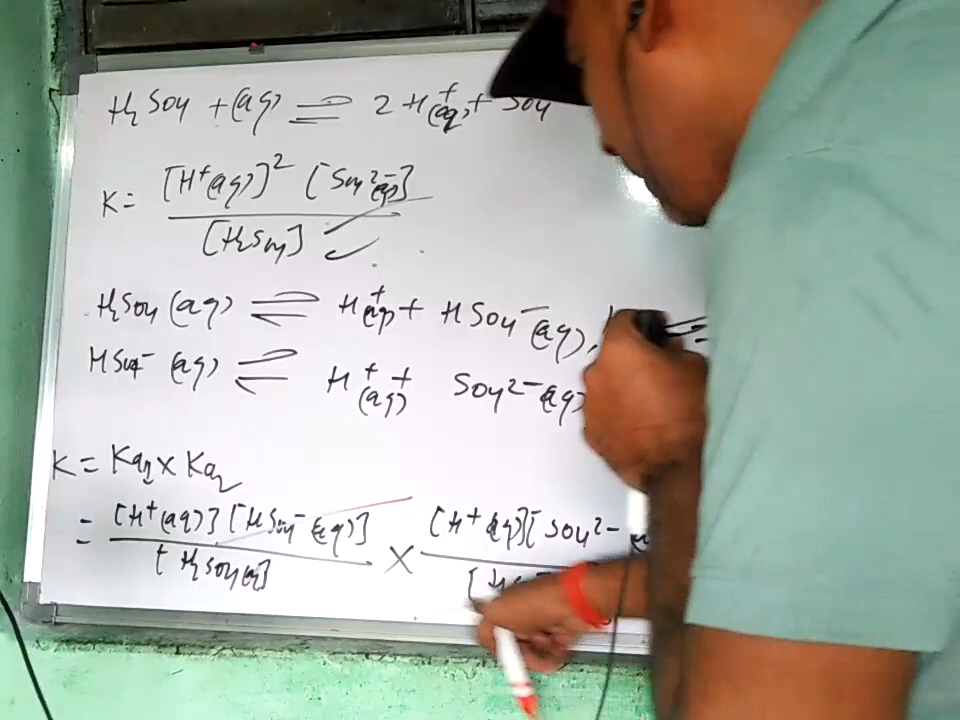 H₂SO₄ + (aq) ⇌ 2H⁺(aq) + SO₄
K = [H⁺(aq)]² [SO₄²⁻(aq)] / [H₂SO₄]
H₂SO₄ (aq) ⇌ H⁺(aq) + HSO₄⁻(aq),
HSO₄⁻ (aq) ⇌ H⁺(aq) + SO₄²⁻(aq)
K = Ka₁ × Ka₂
= [H⁺(aq)] [HSO₄⁻(aq)] / [H₂SO₄(aq)] × [H⁺(aq)][SO₄²⁻